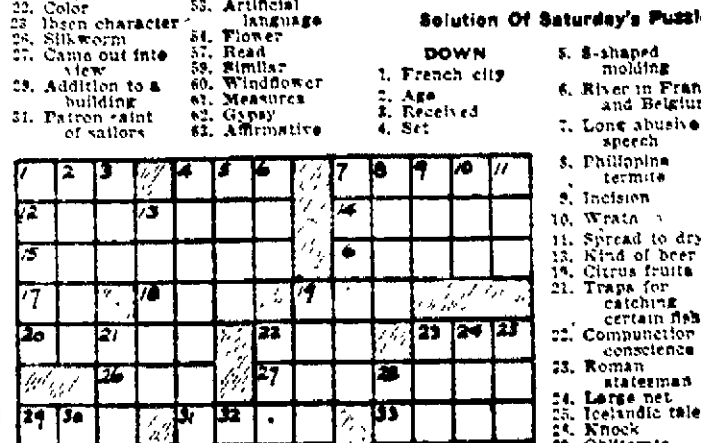 22. Color
23 Ibsen character
26. Silkworm
27. Came out into
view
29. Addition to a
building
31. Patron saint
of sailors
53. Artificial
language
54. Flower
57. Read
59. Similar
60. Windflower
61. Measures
62. Gypsy
63. Affirmative
Solution Of Saturday's Puzzl
DOWN
1. French city
2. Age
3. Received
4. Set
5. S-shaped
molding
6. River in Fran
and Belgiu
7. Long abusive
speech
8. Philippine
termite
9. Incision
10. Wrath
11. Spread to dry
13. Kind of beer
19. Citrus fruits
21. Traps for
catching
certain fish
22. Compunction
conscience
23. Roman
statesman
24. Large net
25. Icelandic tale
28. Knock
1 2 3 4 5 6 7 8 9 10 11
12 13 14
15 6
17 18 19
20 21 22 23 24 25
26 27 28
29 30 31 32 33